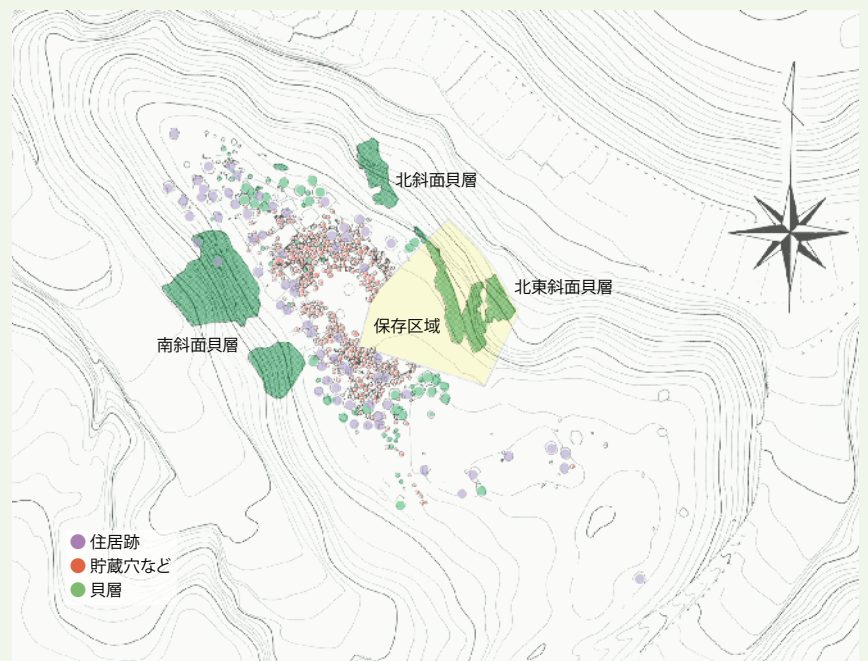 北斜面貝層
北東斜面貝層
保存区域
南斜面貝層
住居跡
貯蔵穴など
貝層